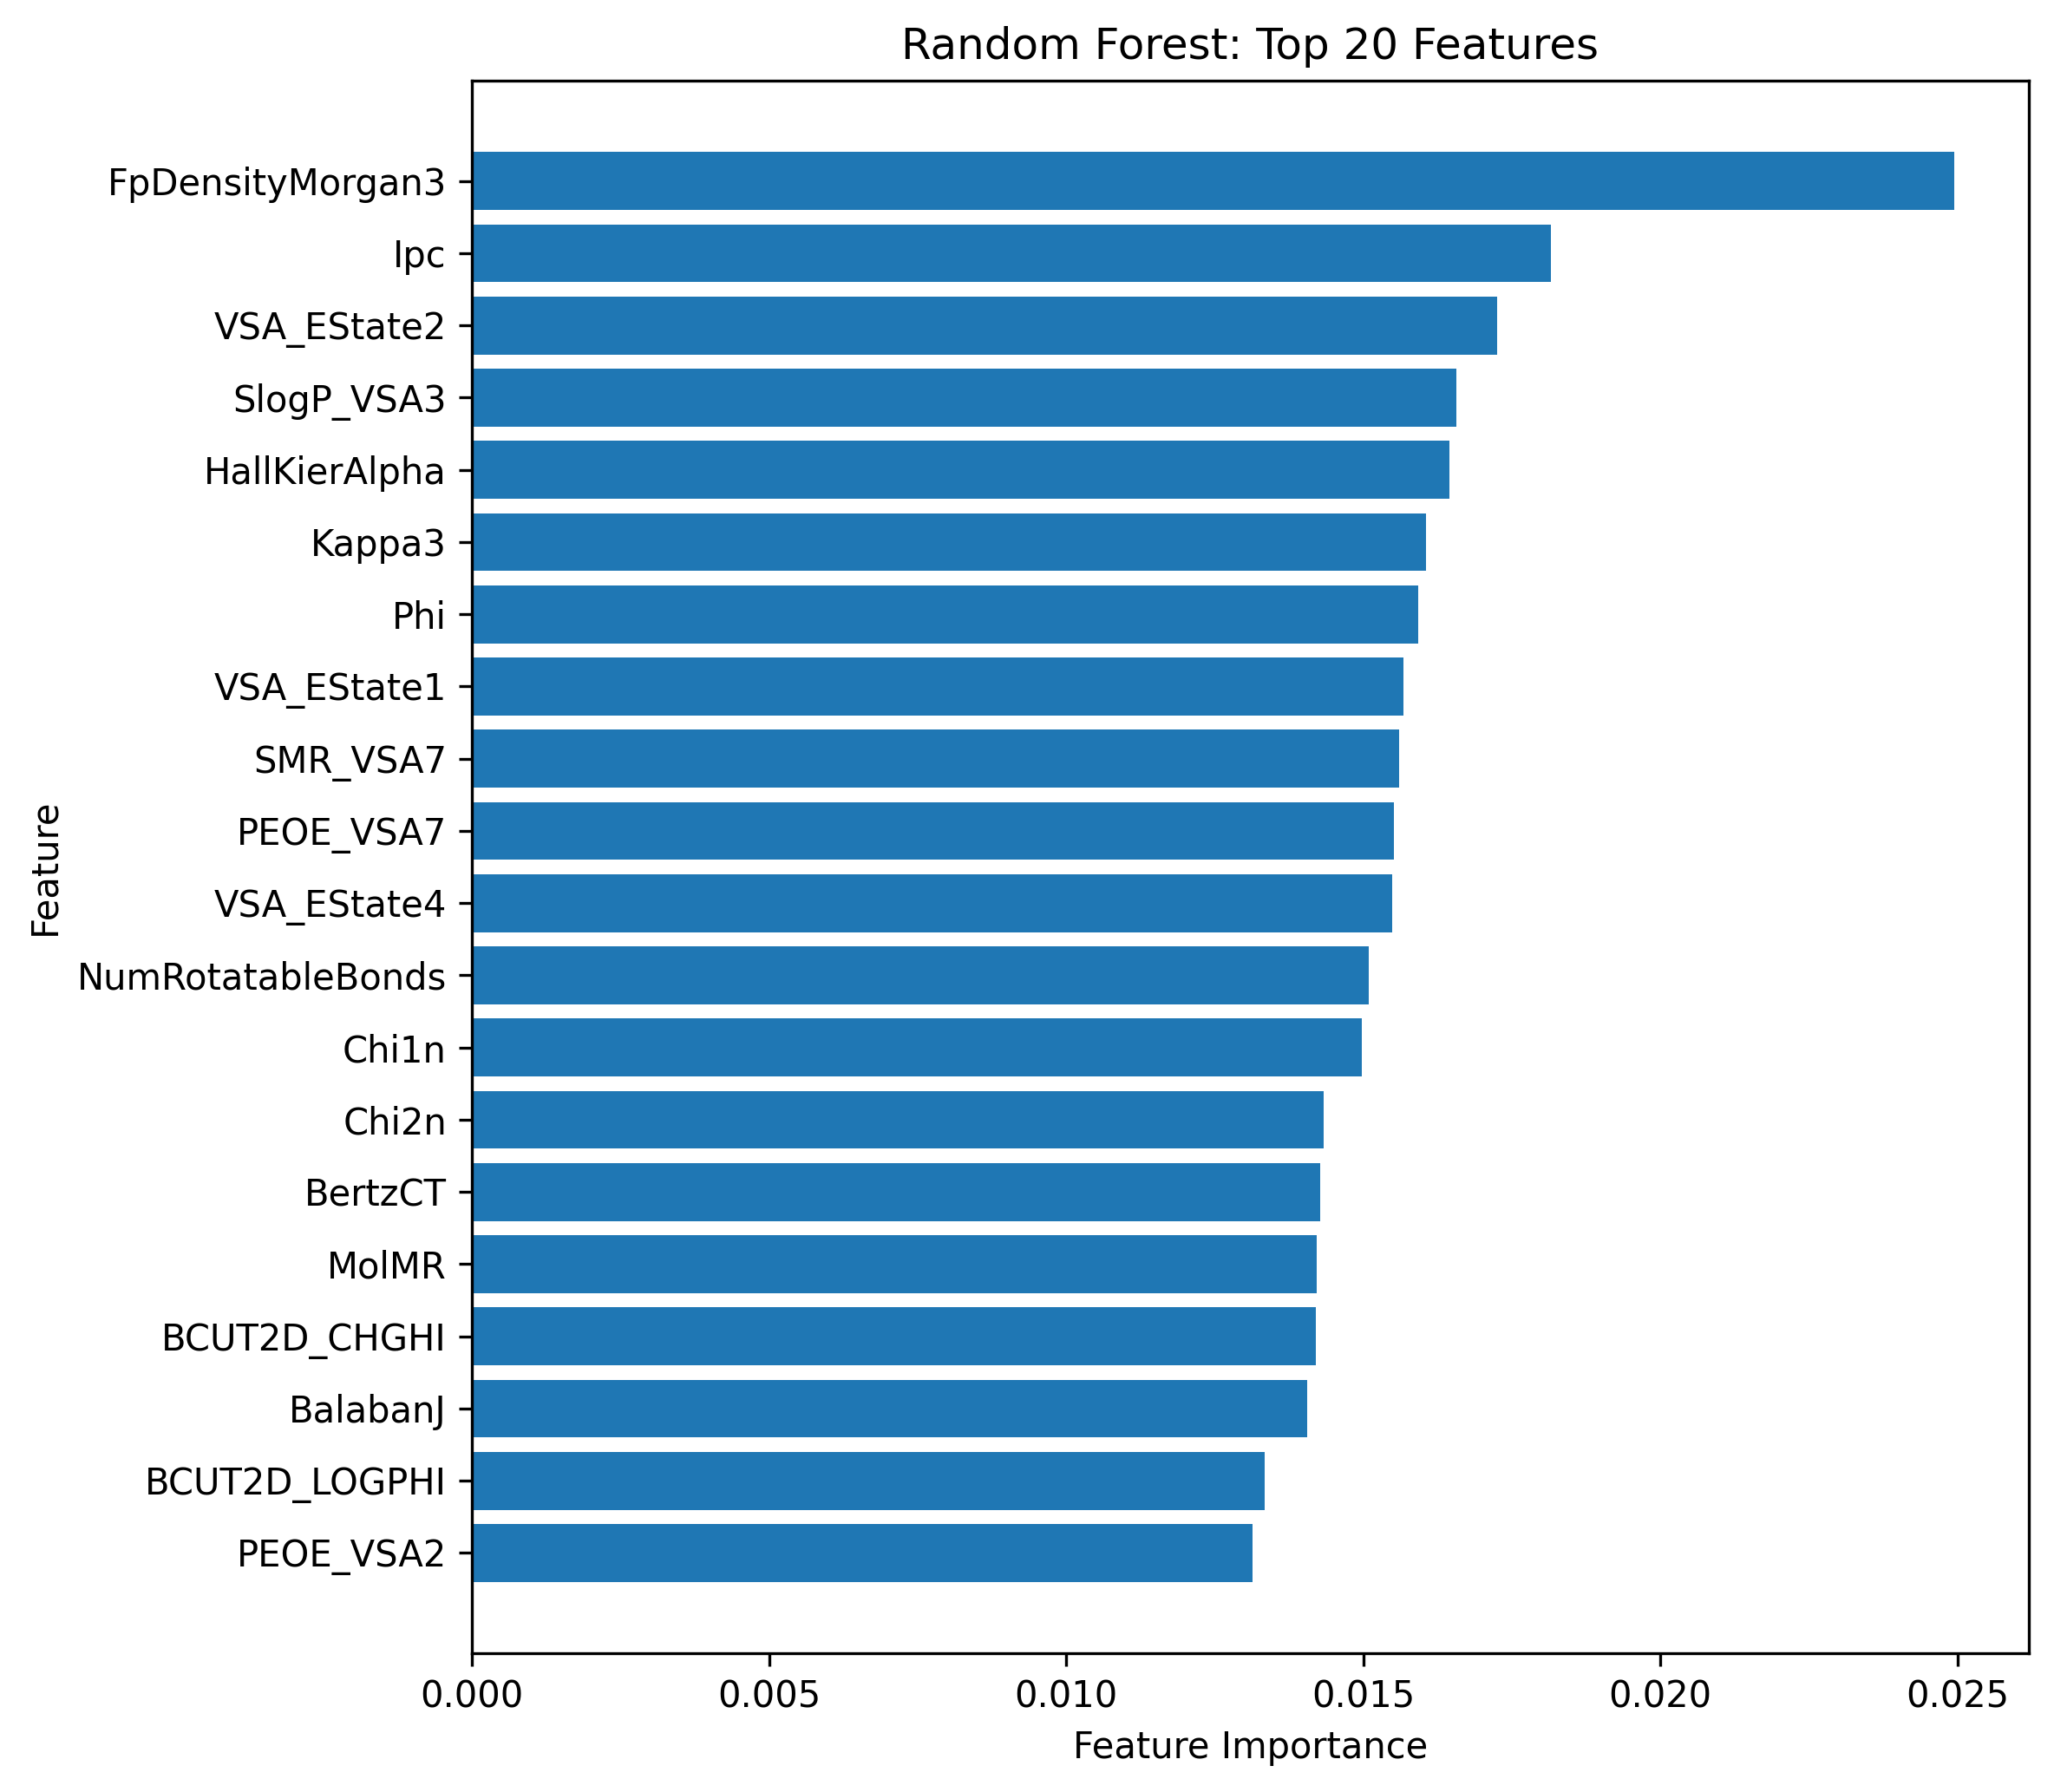 Random Forest: Top 20 Features
FpDensityMorgan3
Ipc
VSA_EState2
SlogP_VSA3
HallKierAlpha
Kappa3
Phi
VSA_EState1
SMR_VSA7
PEOE_VSA7
VSA_EState4
NumRotatableBonds
Chi1n
Chi2n
BertzCT
MolMR
BCUT2D_CHGHI
BalabanJ
BCUT2D_LOGPHI
PEOE_VSA2
Feature
0.000 0.005 0.010 0.015 0.020 0.025
Feature Importance